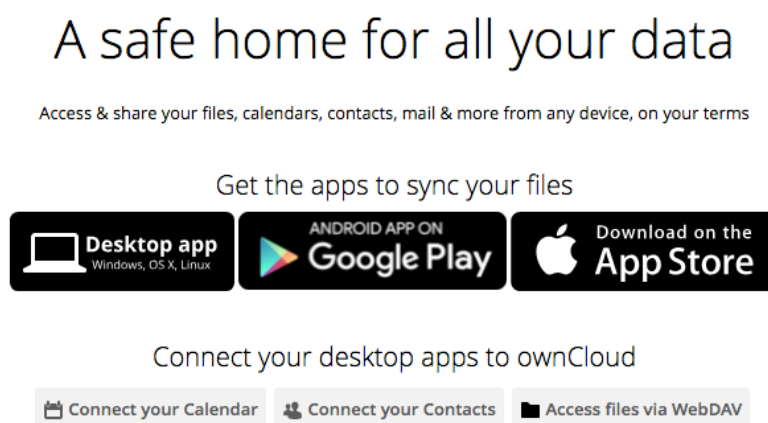 A safe home for all your data
Access & share your files, calendars, contacts, mail & more from any device, on your terms
Get the apps to sync your files
Desktop app
Windows, OS X, Linux
ANDROID APP ON
Google Play
Download on the
App Store
Connect your desktop apps to ownCloud
Connect your Calendar
Connect your Contacts
Access files via WebDAV